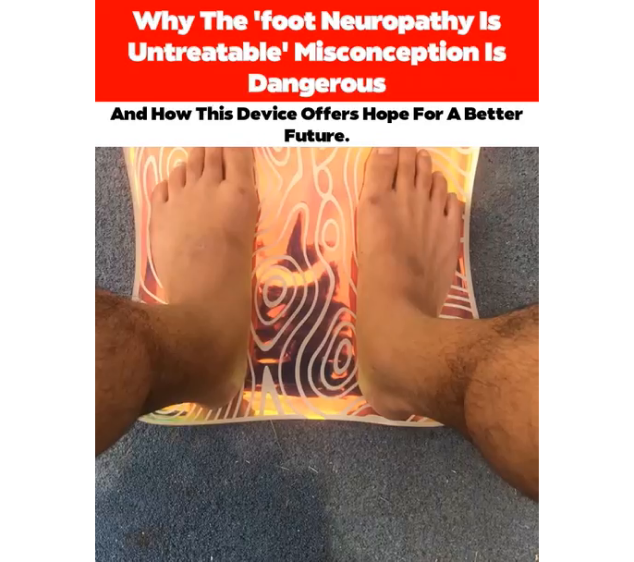 Why The 'foot Neuropathy Is
Untreatable' Misconception Is
Dangerous
And How This Device Offers Hope For A Better
Future.